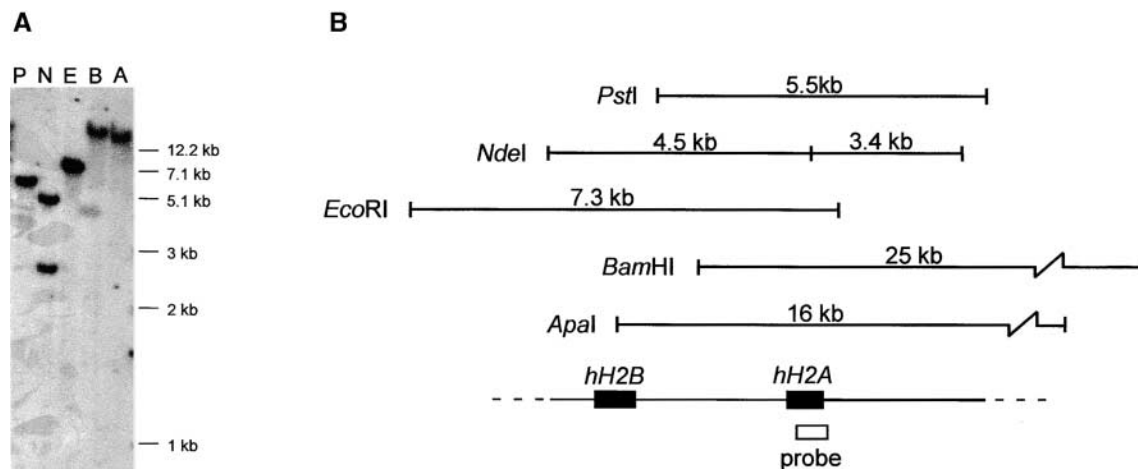 A
P N E B A
12.2 kb
7.1 kb
5.1 kb
3 kb
2 kb
1 kb
B
PstI 5.5kb
NdeI 4.5 kb 3.4 kb
EcoRI 7.3 kb
BamHI 25 kb
ApaI 16 kb
hH2B hH2A
probe